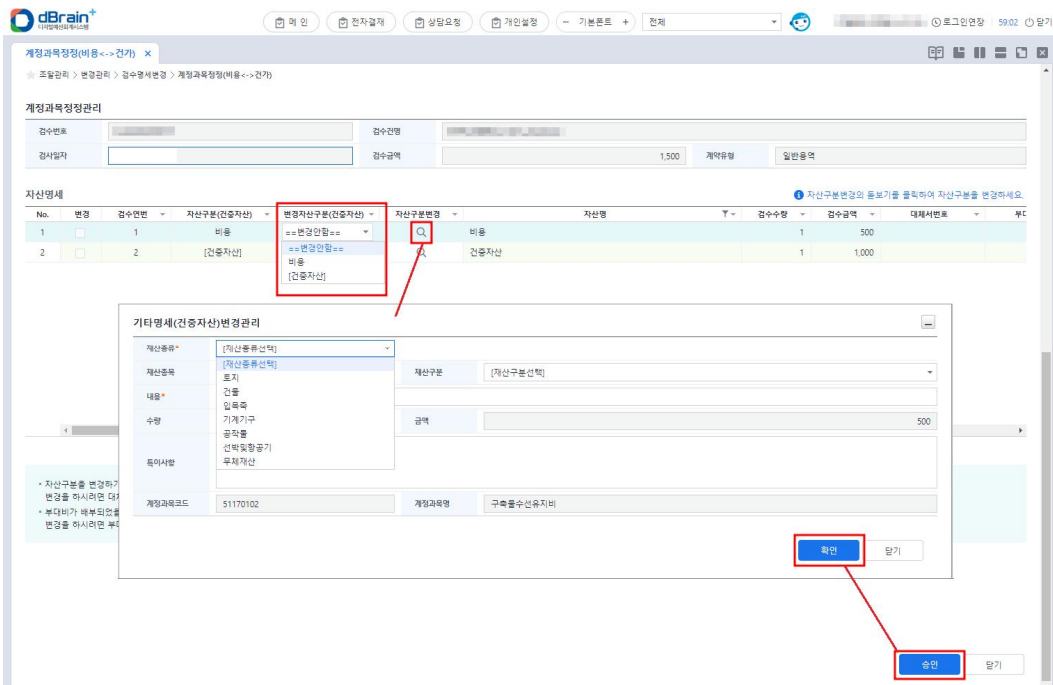 dBrain+
디지털예산회계시스템
메 인
전자결재
상담요청
개인설정
− 기본폰트 +
전체
로그인연장
59:02
닫기
계정과목정정(비용<->건가) ×
조달관리 > 변경관리 > 검수명세변경 > 계정과목정정(비용<->건가)
계정과목정정관리
검수번호
검수건명
검사일자
검수금액 1,500 계약유형 일반용역
자산명세
자산구분변경의 돋보기를 클릭하여 자산구분을 변경하세요.
No. 변경 검수연번 자산구분(건중자산) 변경자산구분(건중자산) 자산구분변경 자산명 검수수량 검수금액 대체서번호 부대
1 1 비용 ==변경안함== 비용 1 500
2 2 [건중자산] 건중자산 1 1,000
==변경안함==
비용
[건중자산]
기타명세(건중자산)변경관리
재산종류* [재산종류선택]
[재산종류선택]
토지
건물
입목죽
기계기구
공작물
선박및항공기
무체재산
재산종목 재산구분 [재산구분선택]
내용*
수량 금액 500
특이사항
계정과목코드 51170102 계정과목명 구축물수선유지비
확인 닫기
• 자산구분을 변경하기
변경을 하시려면 대체
• 부대비가 배부되었을
변경을 하시려면 부대
승인 닫기